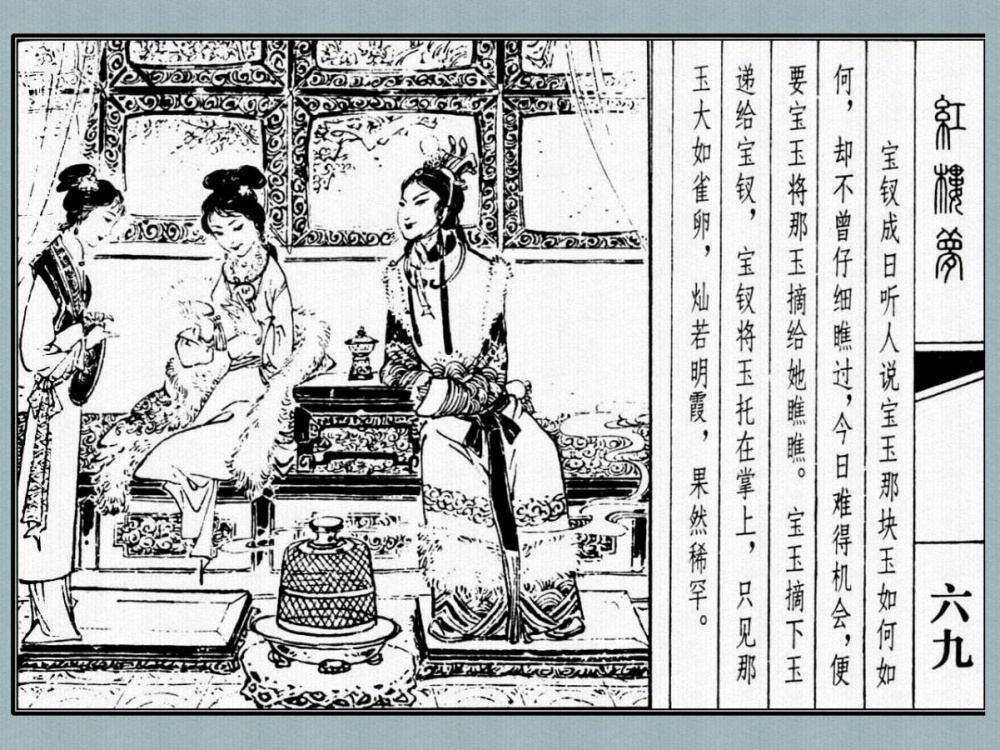 紅樓夢
六九
宝钗成日听人说宝玉那块玉如何如
何，却不曾仔细瞧过，今日难得机会，便
要宝玉将那玉摘给她瞧瞧。宝玉摘下玉
递给宝钗，宝钗将玉托在掌上，只见那
玉大如雀卵，灿若明霞，果然稀罕。